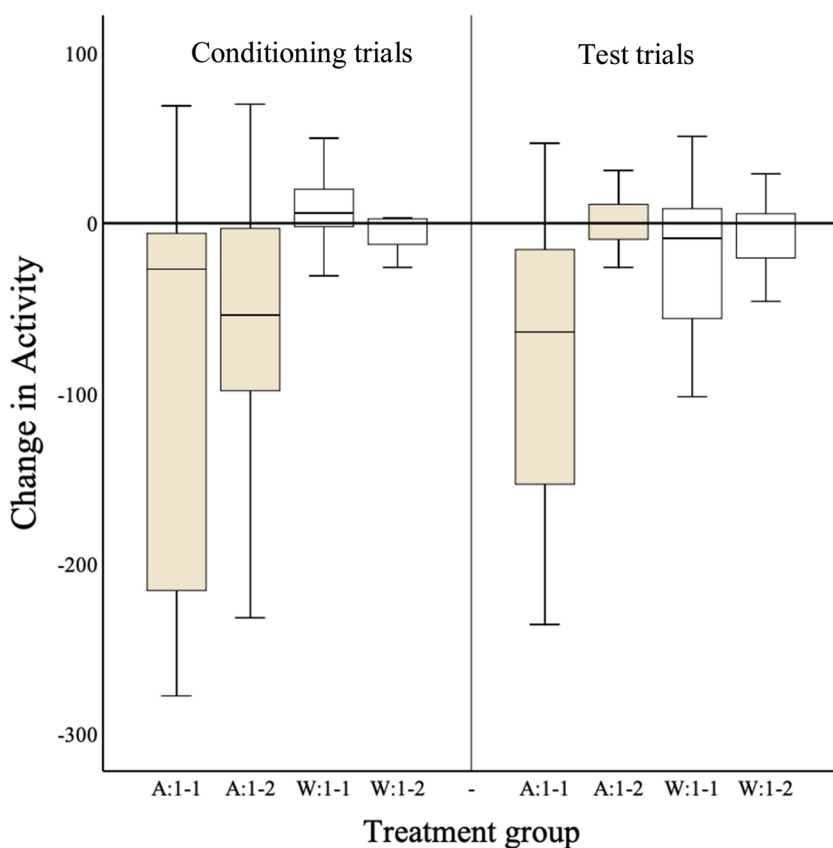 Conditioning trials Test trials
100
0
-100
-200
-300
Change in Activity
A:1-1 A:1-2 W:1-1 W:1-2 - A:1-1 A:1-2 W:1-1 W:1-2
Treatment group